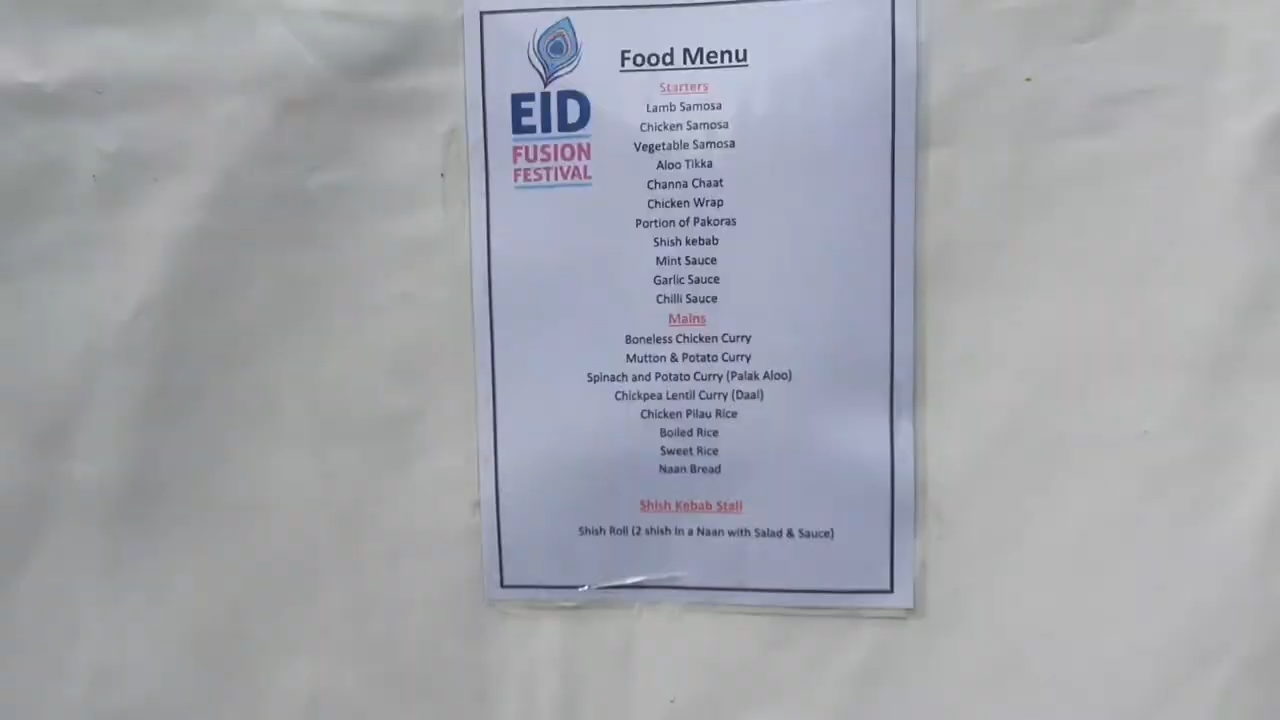 EID
FUSION
FESTIVAL
Food Menu
Starters
Lamb Samosa
Chicken Samosa
Vegetable Samosa
Aloo Tikka
Channa Chaat
Chicken Wrap
Portion of Pakoras
Shish kebab
Mint Sauce
Garlic Sauce
Chilli Sauce
Mains
Boneless Chicken Curry
Mutton & Potato Curry
Spinach and Potato Curry (Palak Aloo)
Chickpea Lentil Curry (Daal)
Chicken Pilau Rice
Boiled Rice
Sweet Rice
Naan Bread
Shish Kebab Stall
Shish Roll (2 shish in a Naan with Salad & Sauce)